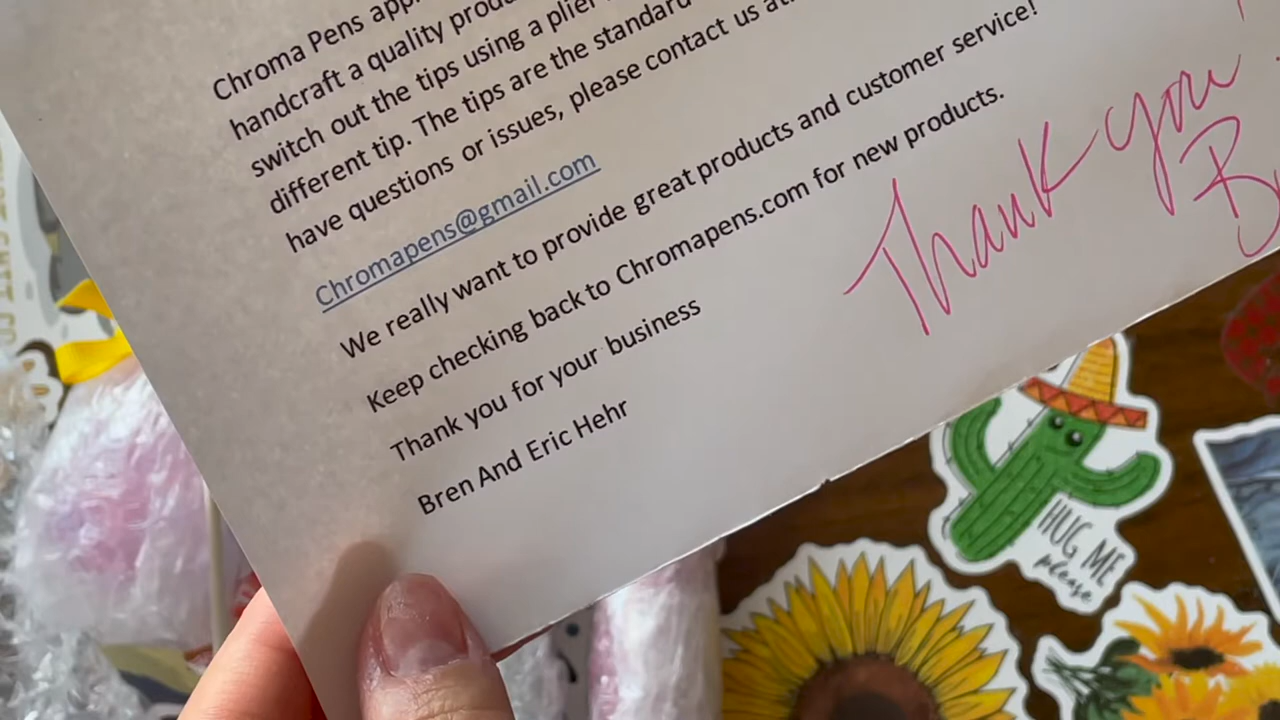 Chroma Pens
handcraft a quality
switch out the tips using a plier
different tip. The tips are the standard
have questions or issues, please contact us at
Chromapens@gmail.com
We really want to provide great products and customer service!
Keep checking back to Chromapens.com for new products.
Thank you for your business
Bren And Eric Hehr
Thank you
HUG ME
please